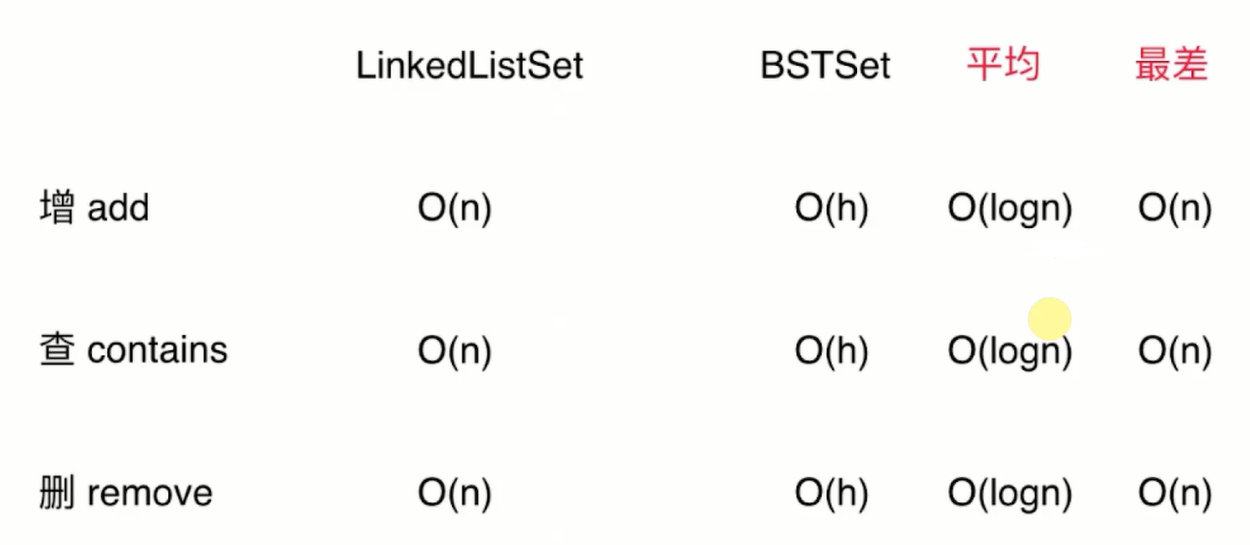 LinkedListSet BSTSet 平均 最差
增 add O(n) O(h) O(logn) O(n)
查 contains O(n) O(h) O(logn) O(n)
删 remove O(n) O(h) O(logn) O(n)